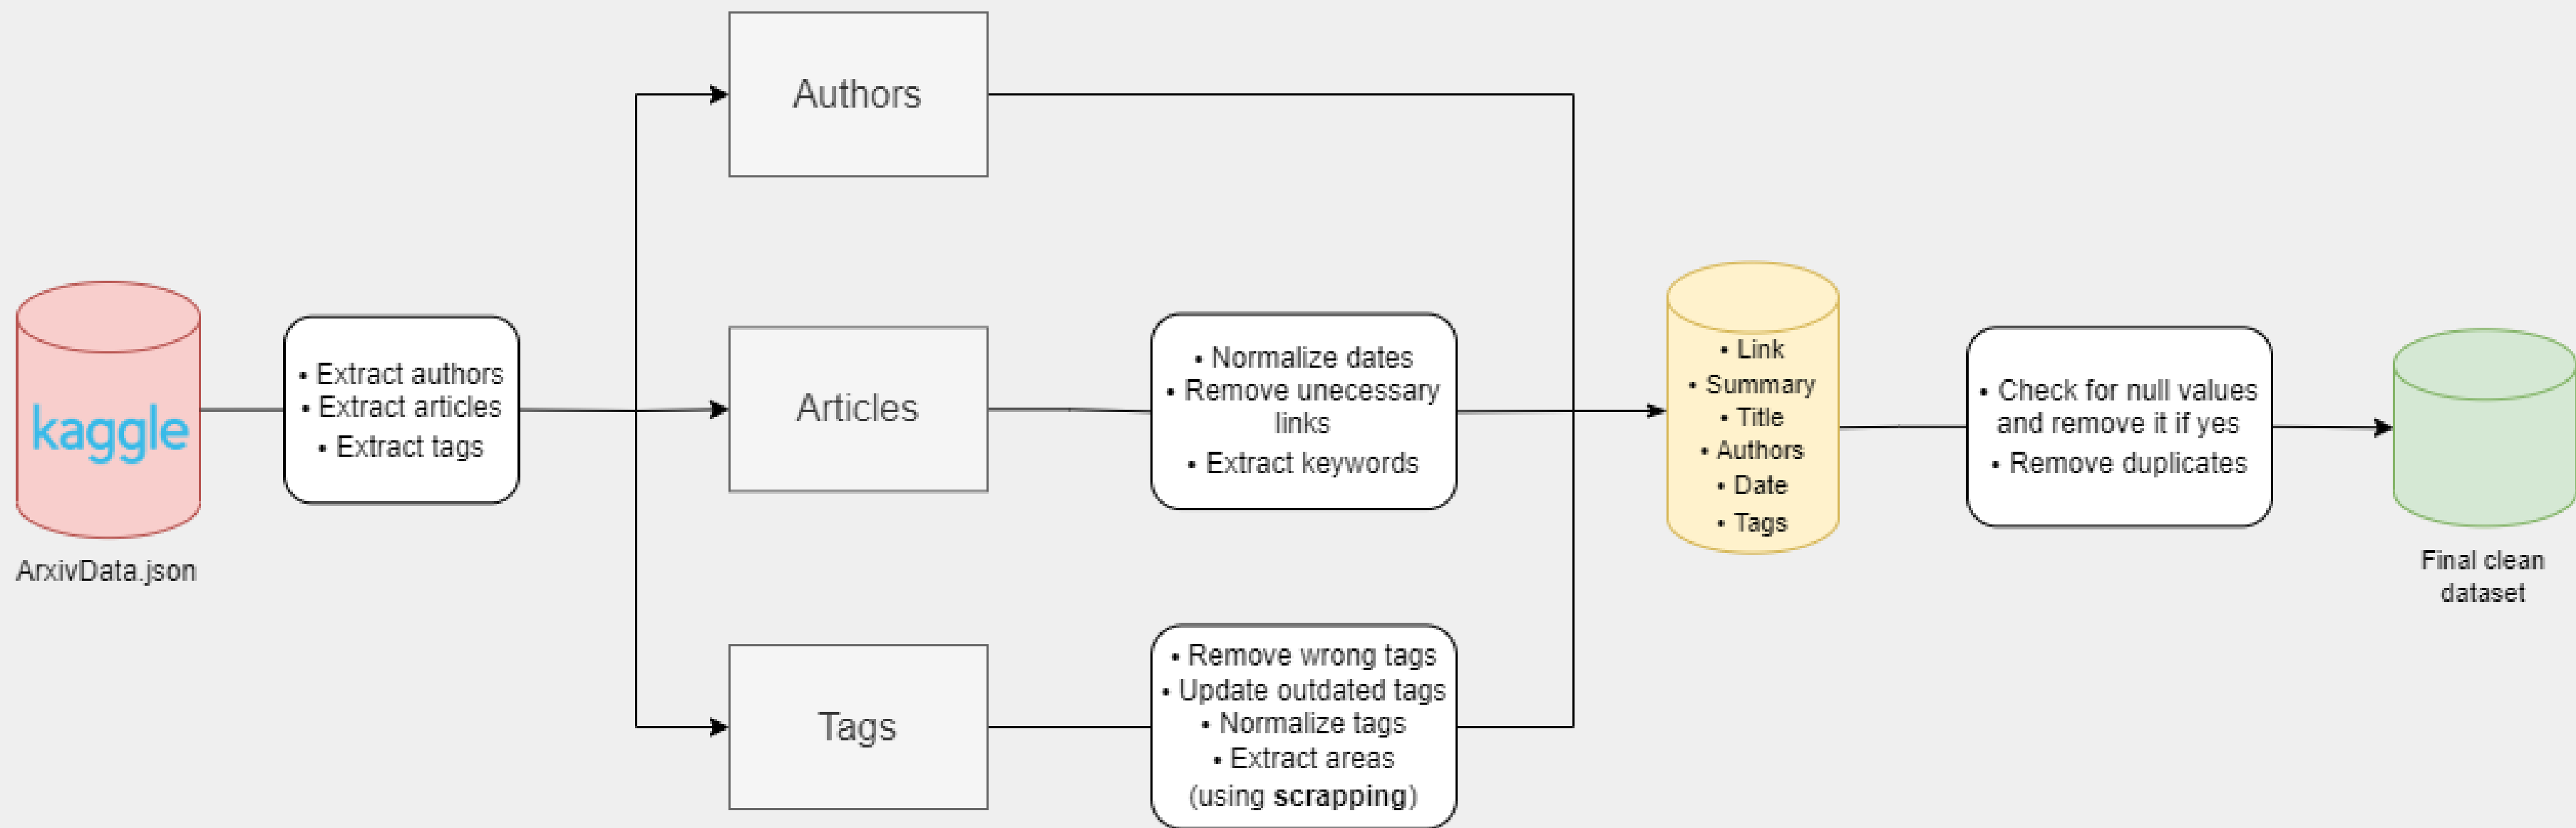 kaggle
ArxivData.json
• Extract authors
• Extract articles
• Extract tags
Authors
Articles
Tags
• Normalize dates
• Remove unecessary
links
• Extract keywords
• Remove wrong tags
• Update outdated tags
• Normalize tags
• Extract areas
(using scrapping)
• Link
• Summary
• Title
• Authors
• Date
• Tags
• Check for null values
and remove it if yes
• Remove duplicates
Final clean
dataset